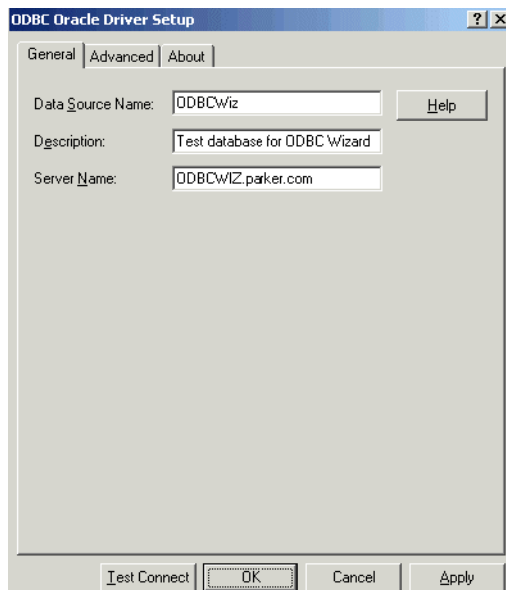 ODBC Oracle Driver Setup ? ×
General Advanced About
Data Source Name: ODBCWiz Help
Description: Test database for ODBC Wizard
Server Name: ODBCWIZ.parker.com
Test Connect OK Cancel Apply